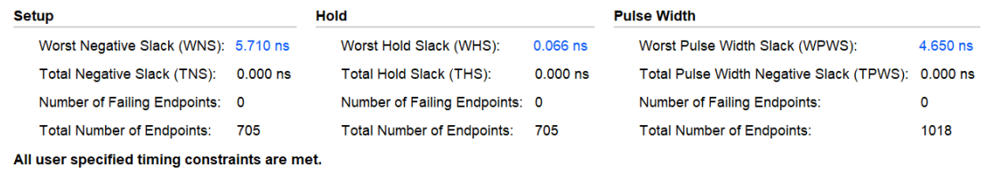 Setup Hold Pulse Width
Worst Negative Slack (WNS): 5.710 ns Worst Hold Slack (WHS): 0.066 ns Worst Pulse Width Slack (WPWS): 4.650 ns
Total Negative Slack (TNS): 0.000 ns Total Hold Slack (THS): 0.000 ns Total Pulse Width Negative Slack (TPWS): 0.000 ns
Number of Failing Endpoints: 0 Number of Failing Endpoints: 0 Number of Failing Endpoints: 0
Total Number of Endpoints: 705 Total Number of Endpoints: 705 Total Number of Endpoints: 1018
All user specified timing constraints are met.